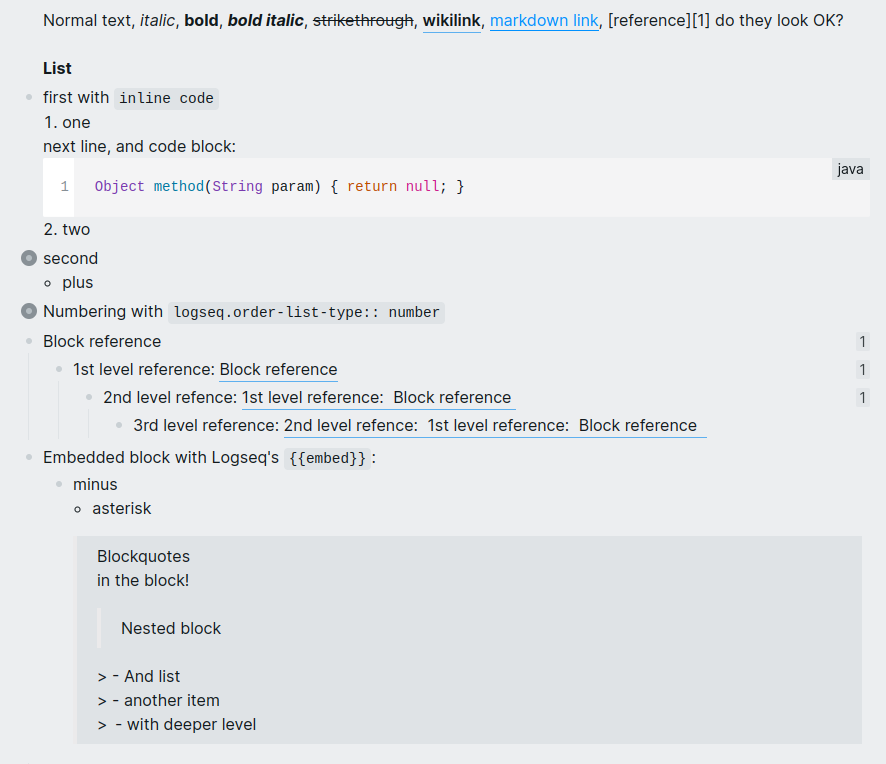 Normal text, italic, bold, bold italic, strikethrough, wikilink, markdown link, [reference][1] do they look OK?
List
first with inline code
1. one
next line, and code block:
java
1 Object method(String param) { return null; }
2. two
second
plus
Numbering with logseq.order-list-type:: number
Block reference 1
1st level reference: Block reference 1
2nd level refence: 1st level reference: Block reference 1
3rd level reference: 2nd level refence: 1st level reference: Block reference
Embedded block with Logseq's {{embed}}:
minus
asterisk
Blockquotes
in the block!
Nested block
> - And list
> - another item
> - with deeper level